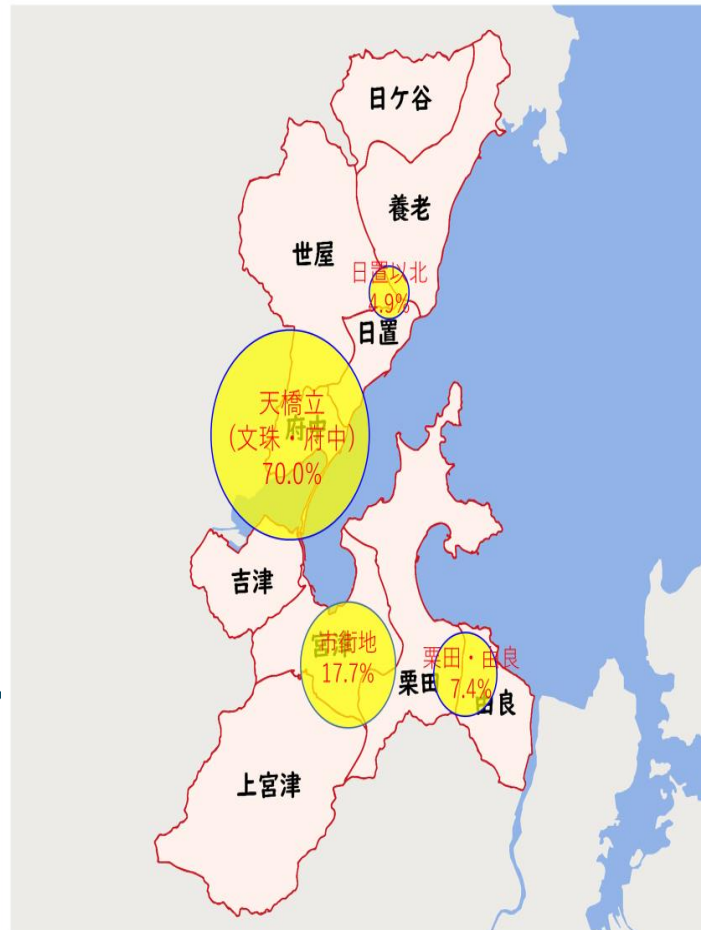 日ケ谷
養老
世屋
日置以北
4.9%
日置
天橋立
府中
(文珠・府中)
70.0%
吉津
宮津
市街地
17.7%
栗田・由良
7.4%
栗田
由良
上宮津